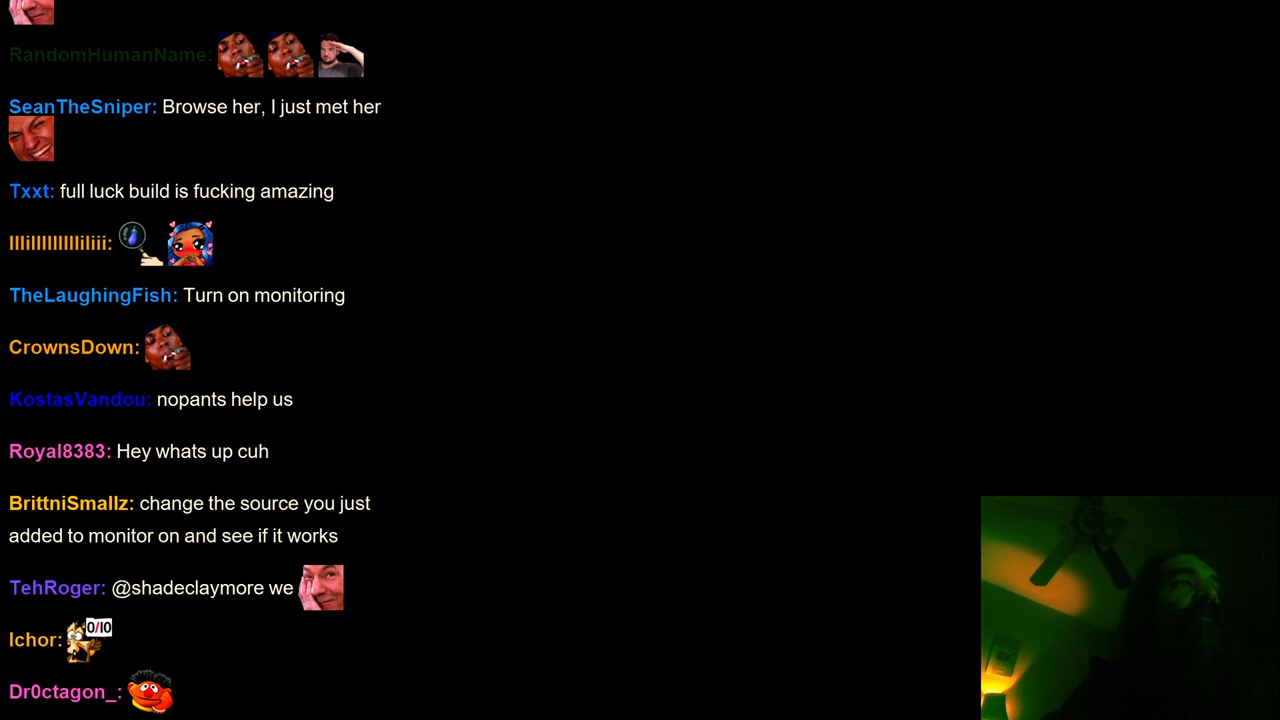 RandomHumanName:
SeanTheSniper: Browse her, I just met her
Txxt: full luck build is fucking amazing
TheLaughingFish: Turn on monitoring
CrownsDown:
KostasVandou: nopants help us
Royal8383: Hey whats up cuh
BrittniSmallz: change the source you just
added to monitor on and see if it works
TehRoger: @shadeclaymore we
Ichor: 0/10
Dr0ctagon_: